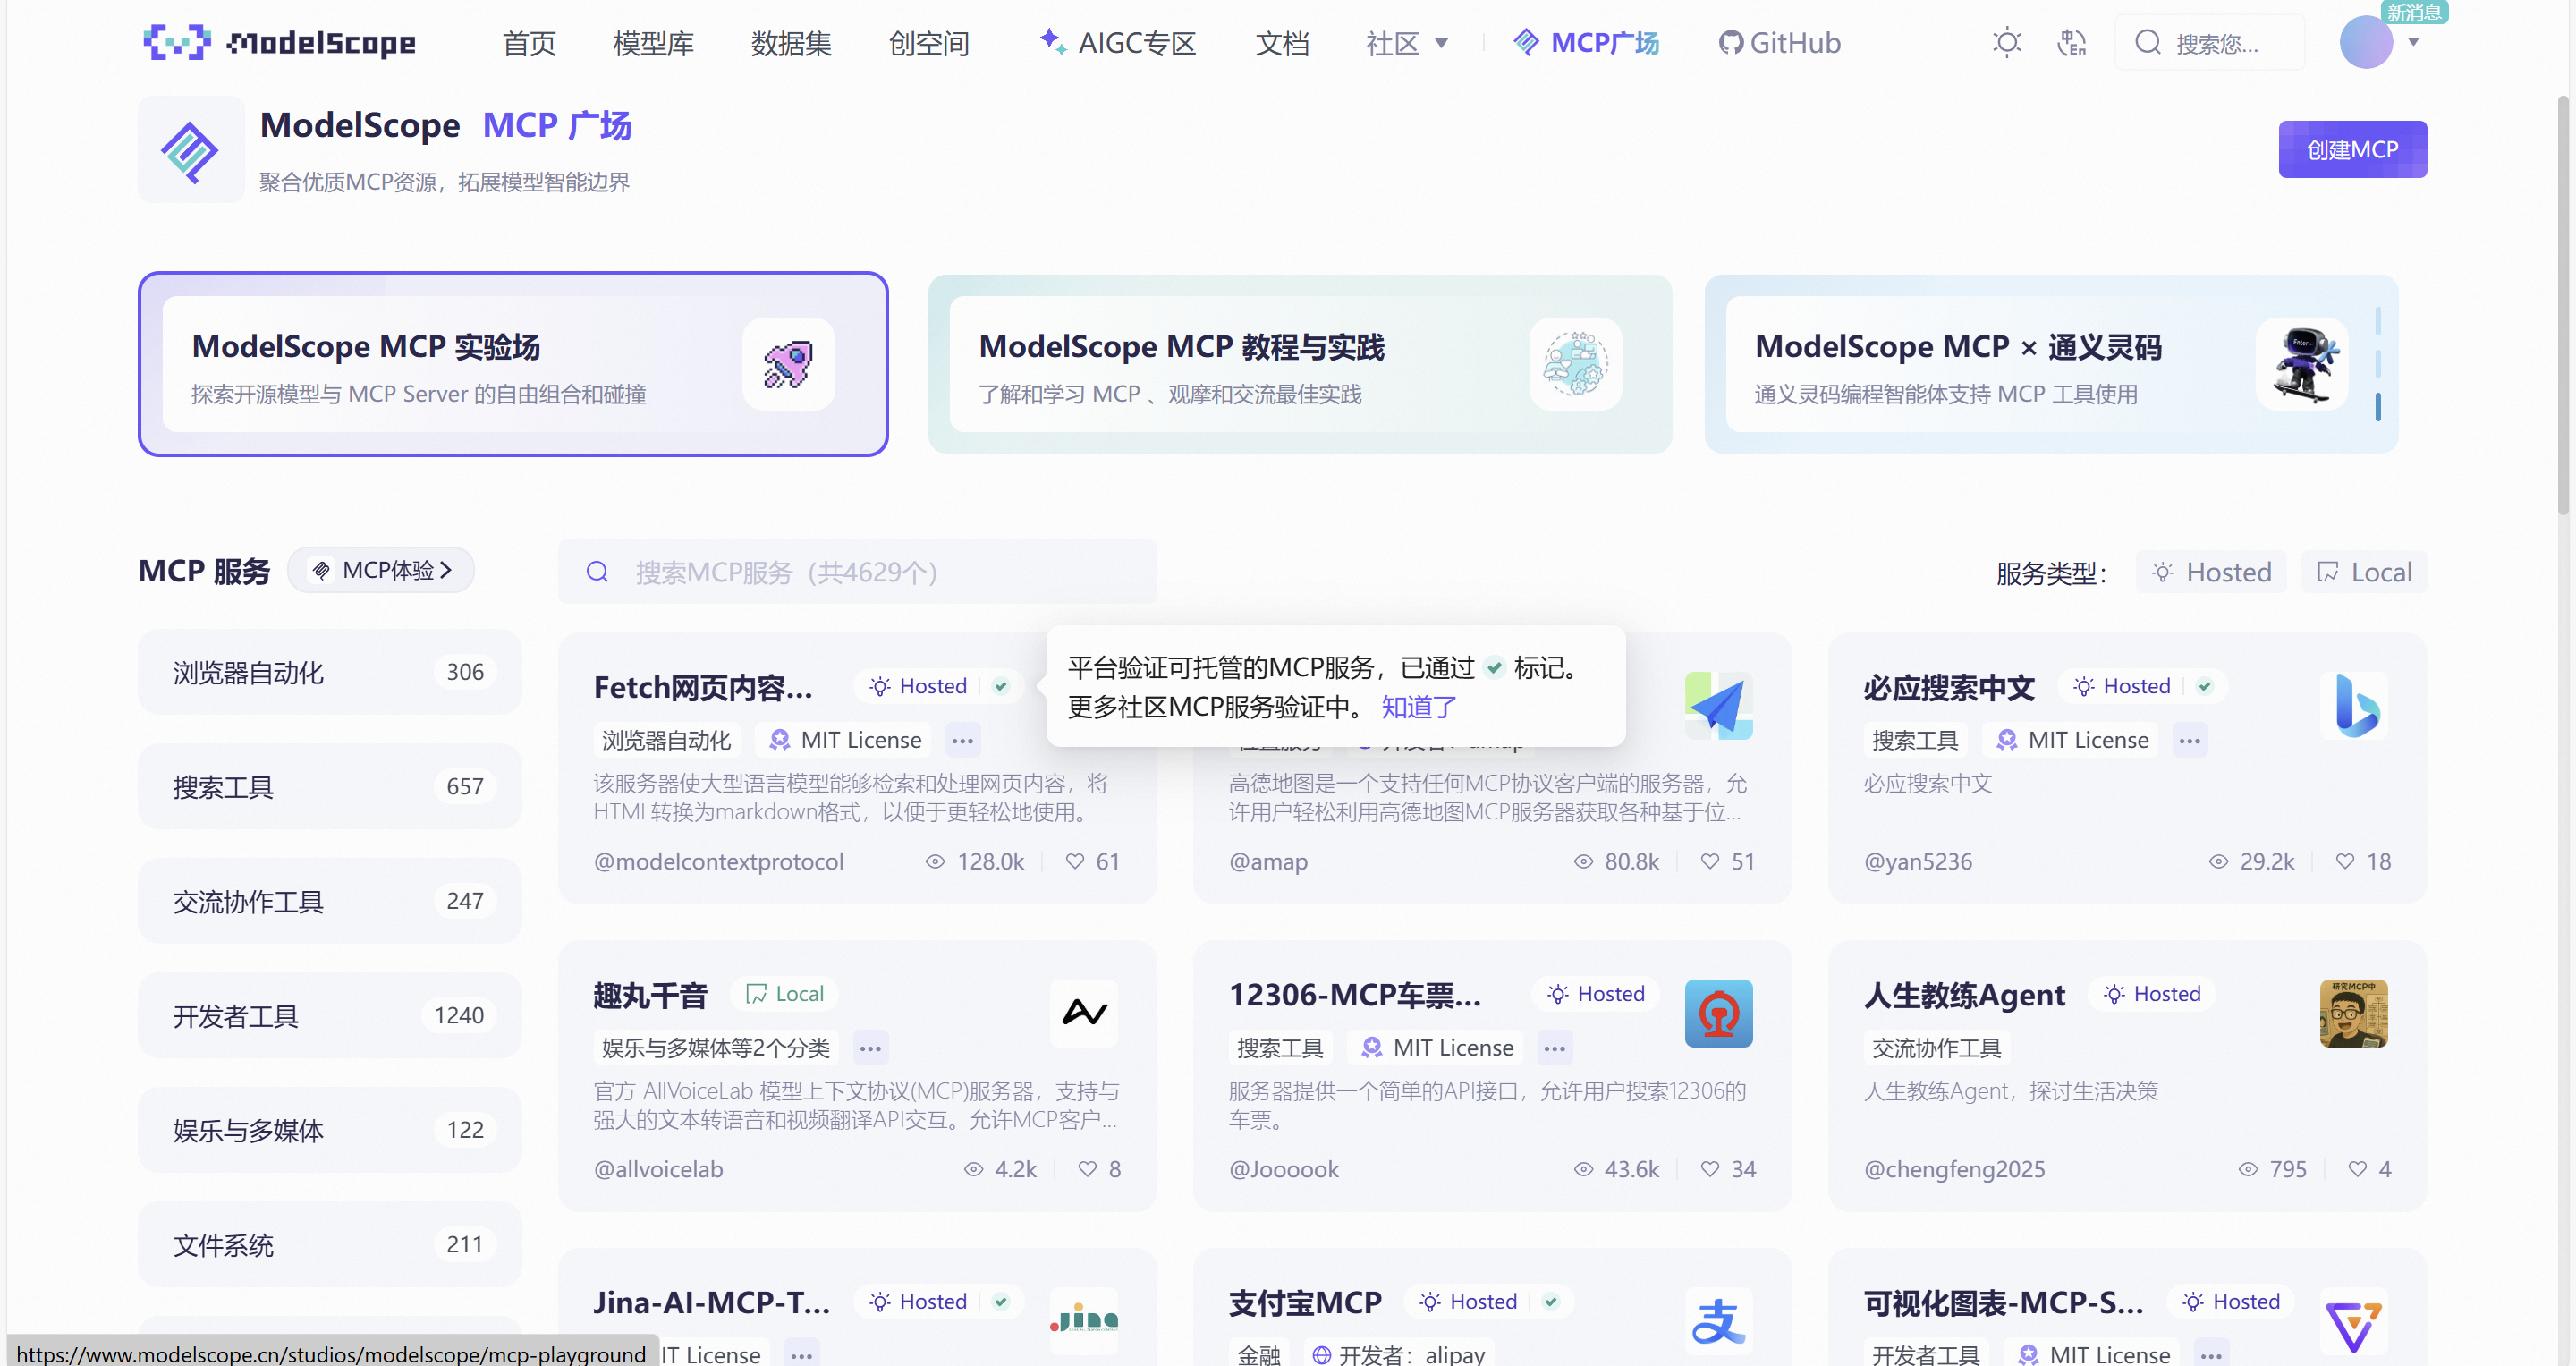 ModelScope
首页
模型库
数据集
创空间
AIGC专区
文档
社区
MCP广场
GitHub
搜索您...
新消息
ModelScope MCP 广场
聚合优质MCP资源，拓展模型智能边界
创建MCP
ModelScope MCP 实验场
探索开源模型与 MCP Server 的自由组合和碰撞
ModelScope MCP 教程与实践
了解和学习 MCP 、观摩和交流最佳实践
ModelScope MCP × 通义灵码
通义灵码编程智能体支持 MCP 工具使用
MCP 服务
MCP体验
搜索MCP服务（共4629个）
服务类型：
Hosted
Local
浏览器自动化 306
搜索工具 657
交流协作工具 247
开发者工具 1240
娱乐与多媒体 122
文件系统 211
Fetch网页内容... Hosted
浏览器自动化 MIT License ...
该服务器使大型语言模型能够检索和处理网页内容，将
HTML转换为markdown格式，以便于更轻松地使用。
@modelcontextprotocol 128.0k 61
平台验证可托管的MCP服务，已通过 标记。
更多社区MCP服务验证中。 知道了
高德地图是一个支持任何MCP协议客户端的服务器，允
许用户轻松利用高德地图MCP服务器获取各种基于位...
@amap 80.8k 51
必应搜索中文 Hosted
搜索工具 MIT License ...
必应搜索中文
@yan5236 29.2k 18
趣丸千音 Local
娱乐与多媒体等2个分类 ...
官方 AllVoiceLab 模型上下文协议(MCP)服务器，支持与
强大的文本转语音和视频翻译API交互。允许MCP客户...
@allvoicelab 4.2k 8
12306-MCP车票... Hosted
搜索工具 MIT License ...
服务器提供一个简单的API接口，允许用户搜索12306的
车票。
@Joooook 43.6k 34
人生教练Agent Hosted
研究MCP中
交流协作工具
人生教练Agent，探讨生活决策
@chengfeng2025 795 4
Jina-AI-MCP-T... Hosted
Jina
IT License ...
支付宝MCP Hosted
支
金融 开发者：alipay
可视化图表-MCP-S... Hosted
开发者工具 MIT License ...
https://www.modelscope.cn/studios/modelscope/mcp-playground